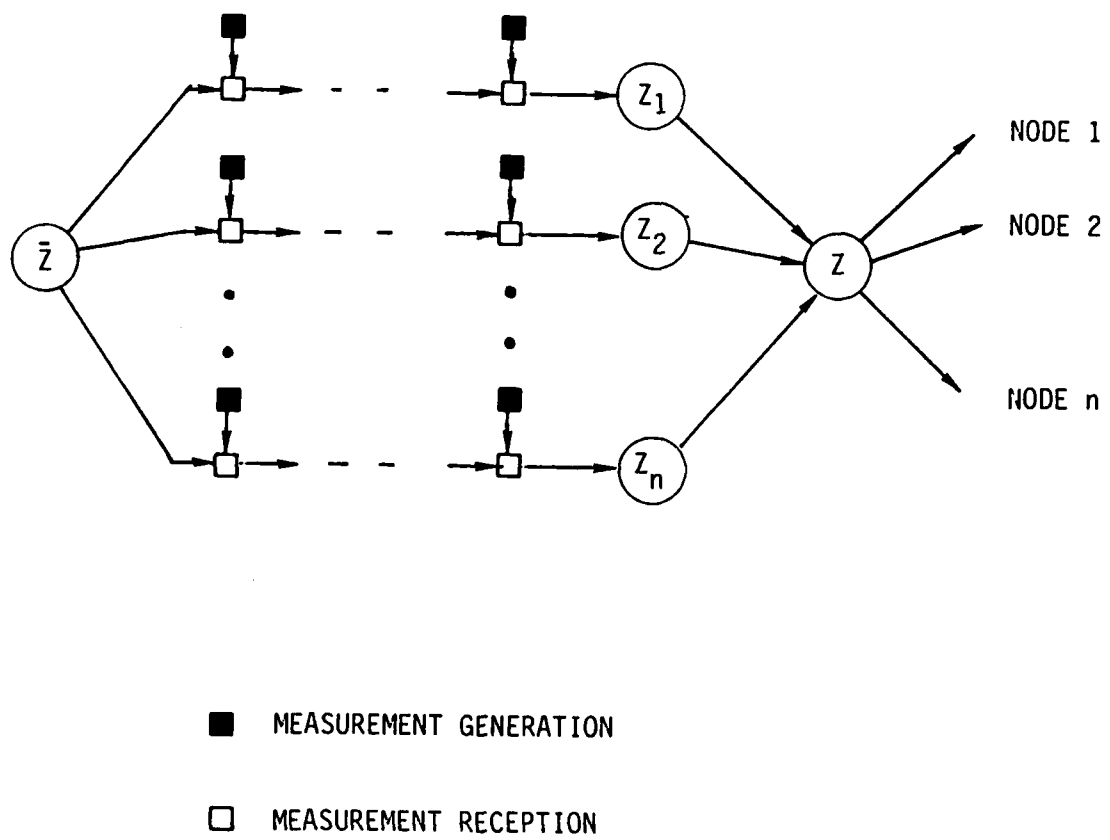 Z₁
NODE 1
Z̄
Z₂
Z
NODE 2
NODE n
Zₙ
MEASUREMENT GENERATION
MEASUREMENT RECEPTION